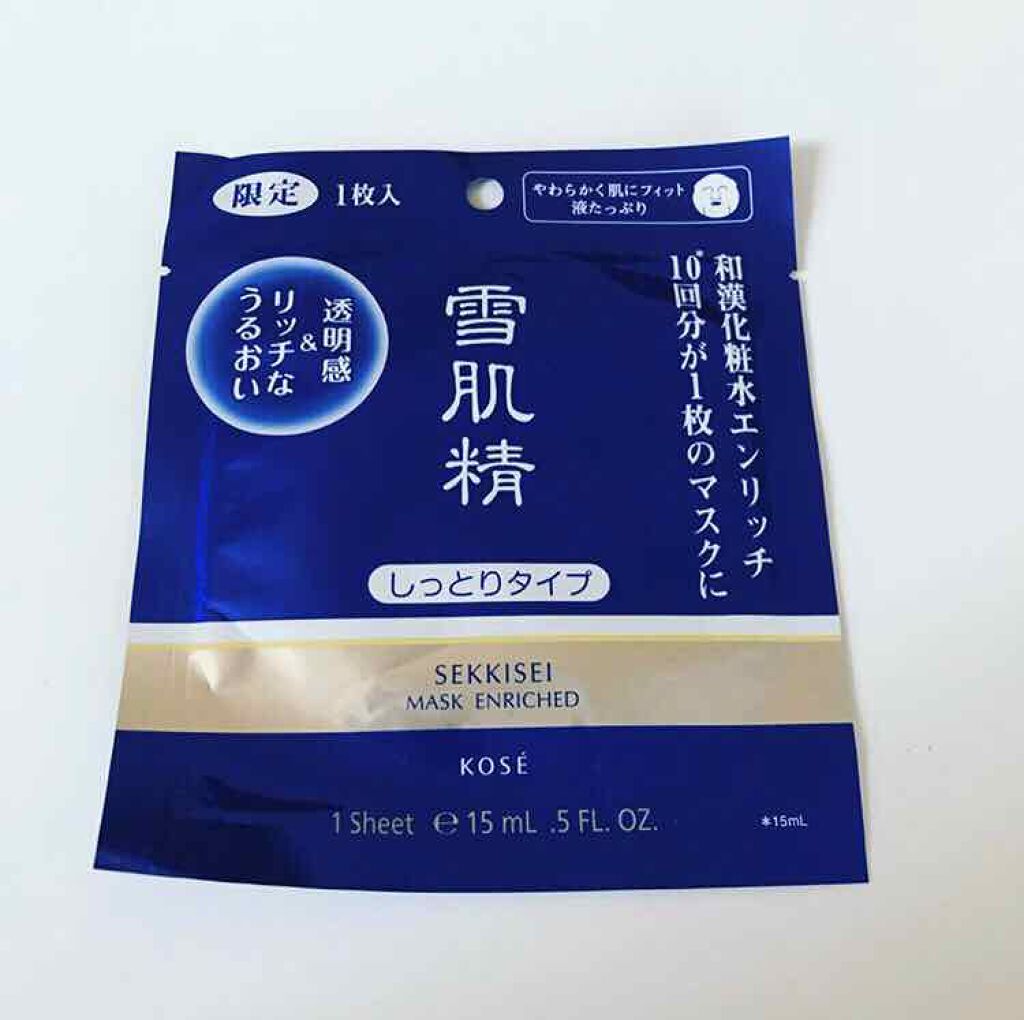 限定 1枚入
やわらかく肌にフィット
液たっぷり
和漢化粧水エンリッチ
10*回分が1枚のマスクに
透明感
&
リッチな
うるおい
雪肌精
しっとりタイプ
SEKKISEI
MASK ENRICHED
KOSÉ
1 Sheet ℮ 15 mL .5 FL. OZ.
*15mL